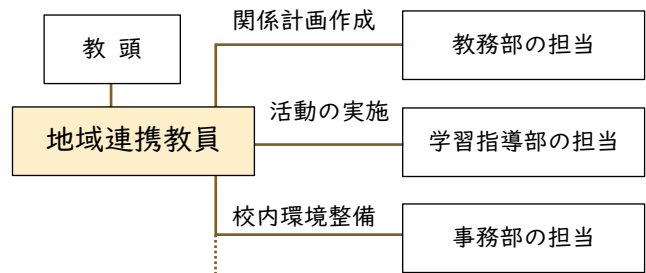 関係計画作成
教頭
教務部の担当
地域連携教員
活動の実施
学習指導部の担当
校内環境整備
事務部の担当